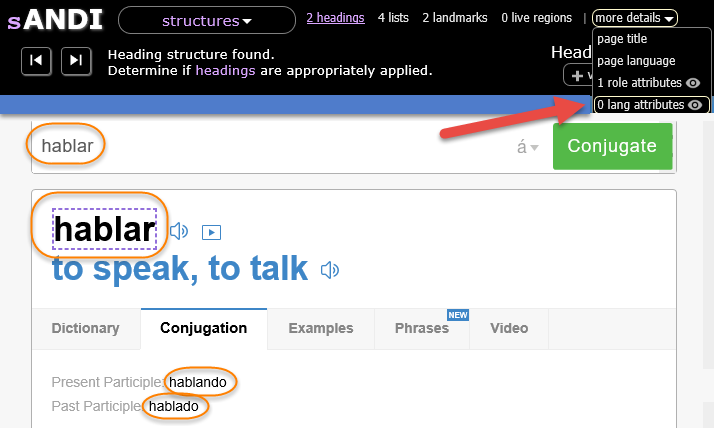 sANDI
structures
2 headings 4 lists 2 landmarks 0 live regions | more details
page title
page language
1 role attributes
0 lang attributes
Heading structure found.
Determine if headings are appropriately applied.
Head
hablar
á
Conjugate
hablar
to speak, to talk
Dictionary Conjugation Examples Phrases NEW Video
Present Participle: hablando
Past Participle: hablado